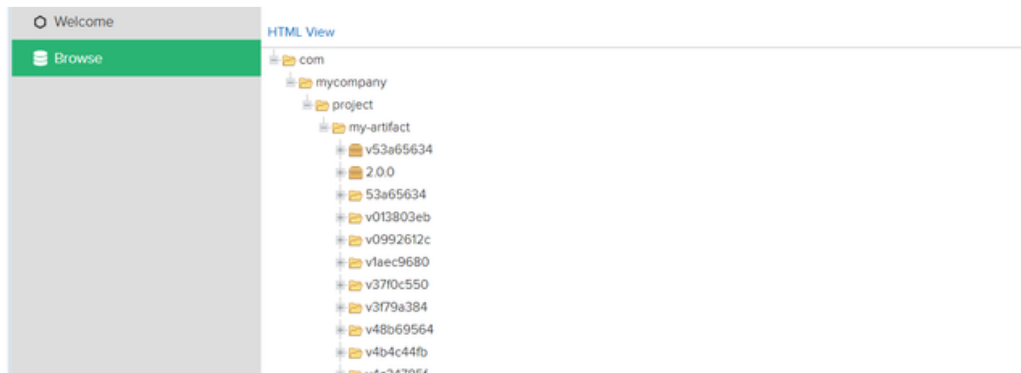 Welcome
Browse
HTML View
com
mycompany
project
my-artifact
v53a65634
2.0.0
53a65634
v013803eb
v0992612c
v1aec9680
v37f0c550
v3f79a384
v48b69564
v4b4c44fb